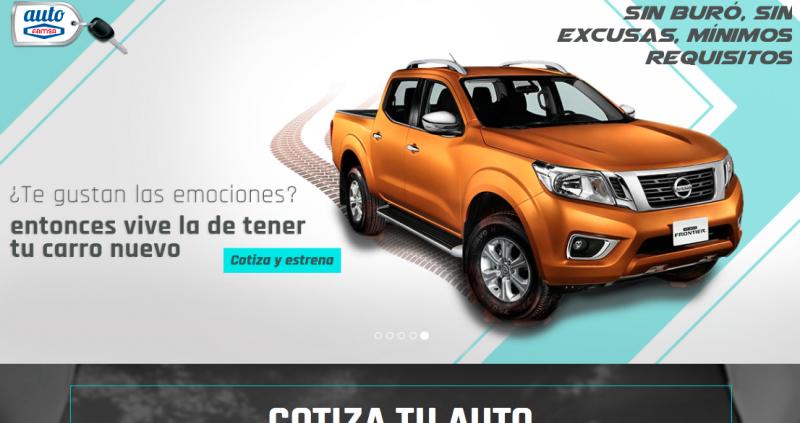 auto
FAMSA
SIN BURÓ, SIN
EXCUSAS, MÍNIMOS
REQUISITOS
¿Te gustan las emociones?
entonces vive la de tener
tu carro nuevo
Cotiza y estrena
NISSAN
FRONTIER
COTIZA TU AUTO